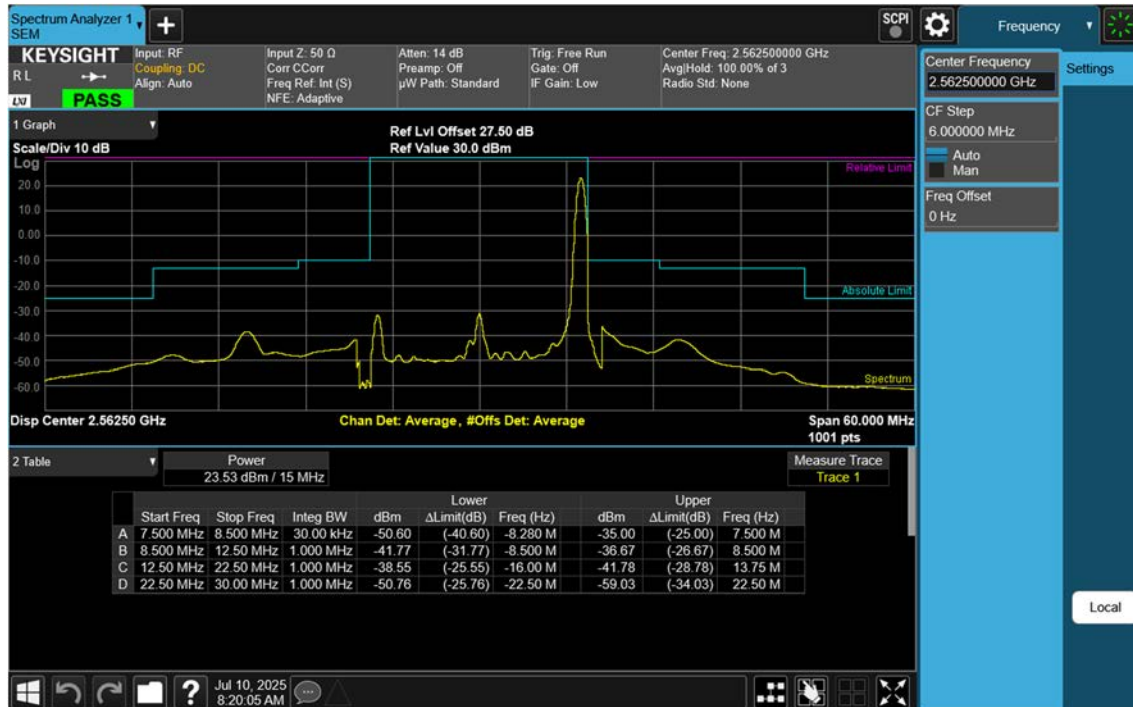 Spectrum Analyzer 1
SEM
SCPI
Frequency
KEYSIGHT
R L
LXI
PASS
Input: RF
Coupling: DC
Align: Auto
Input Z: 50 Ω
Corr CCorr
Freq Ref: Int (S)
NFE: Adaptive
Atten: 14 dB
Preamp: Off
µW Path: Standard
Trig: Free Run
Gate: Off
IF Gain: Low
Center Freq: 2.562500000 GHz
Avg|Hold: 100.00% of 3
Radio Std: None
Center Frequency
2.562500000 GHz
Settings
CF Step
6.000000 MHz
Auto
Man
Freq Offset
0 Hz
1 Graph
Ref Lvl Offset 27.50 dB
Scale/Div 10 dB
Ref Value 30.0 dBm
Log
Relative Limit
20.0
10.0
0.00
-10.0
-20.0
Absolute Limit
-30.0
-40.0
-50.0
Spectrum
-60.0
Disp Center 2.56250 GHz
Chan Det: Average, #Offs Det: Average
Span 60.000 MHz
1001 pts
2 Table
Power
23.53 dBm / 15 MHz
Measure Trace
Trace 1
Lower Upper
Start Freq Stop Freq Integ BW dBm ΔLimit(dB) Freq (Hz) dBm ΔLimit(dB) Freq (Hz)
A 7.500 MHz 8.500 MHz 30.00 kHz -50.60 (-40.60) -8.280 M -35.00 (-25.00) 7.500 M
B 8.500 MHz 12.50 MHz 1.000 MHz -41.77 (-31.77) -8.500 M -36.67 (-26.67) 8.500 M
C 12.50 MHz 22.50 MHz 1.000 MHz -38.55 (-25.55) -16.00 M -41.78 (-28.78) 13.75 M
D 22.50 MHz 30.00 MHz 1.000 MHz -50.76 (-25.76) -22.50 M -59.03 (-34.03) 22.50 M
Local
?
Jul 10, 2025
8:20:05 AM